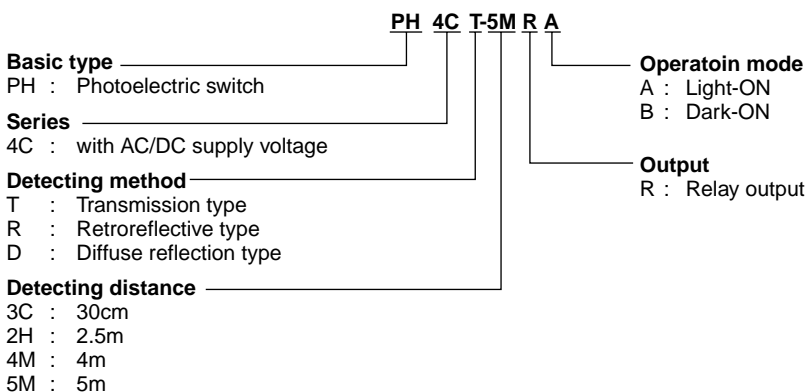 PH 4C T-5M R A
Basic type
PH : Photoelectric switch
Series
4C : with AC/DC supply voltage
Detecting method
T : Transmission type
R : Retroreflective type
D : Diffuse reflection type
Detecting distance
3C : 30cm
2H : 2.5m
4M : 4m
5M : 5m
Operatoin mode
A : Light-ON
B : Dark-ON
Output
R : Relay output